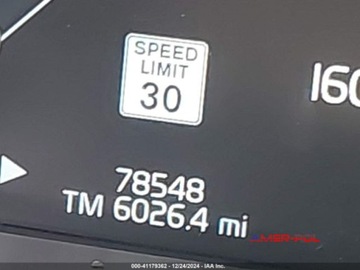 SPEED
LIMIT
30
160
78548
TM 6026.4 mi
000-41179362 - 12/24/2024 - IAA Inc.